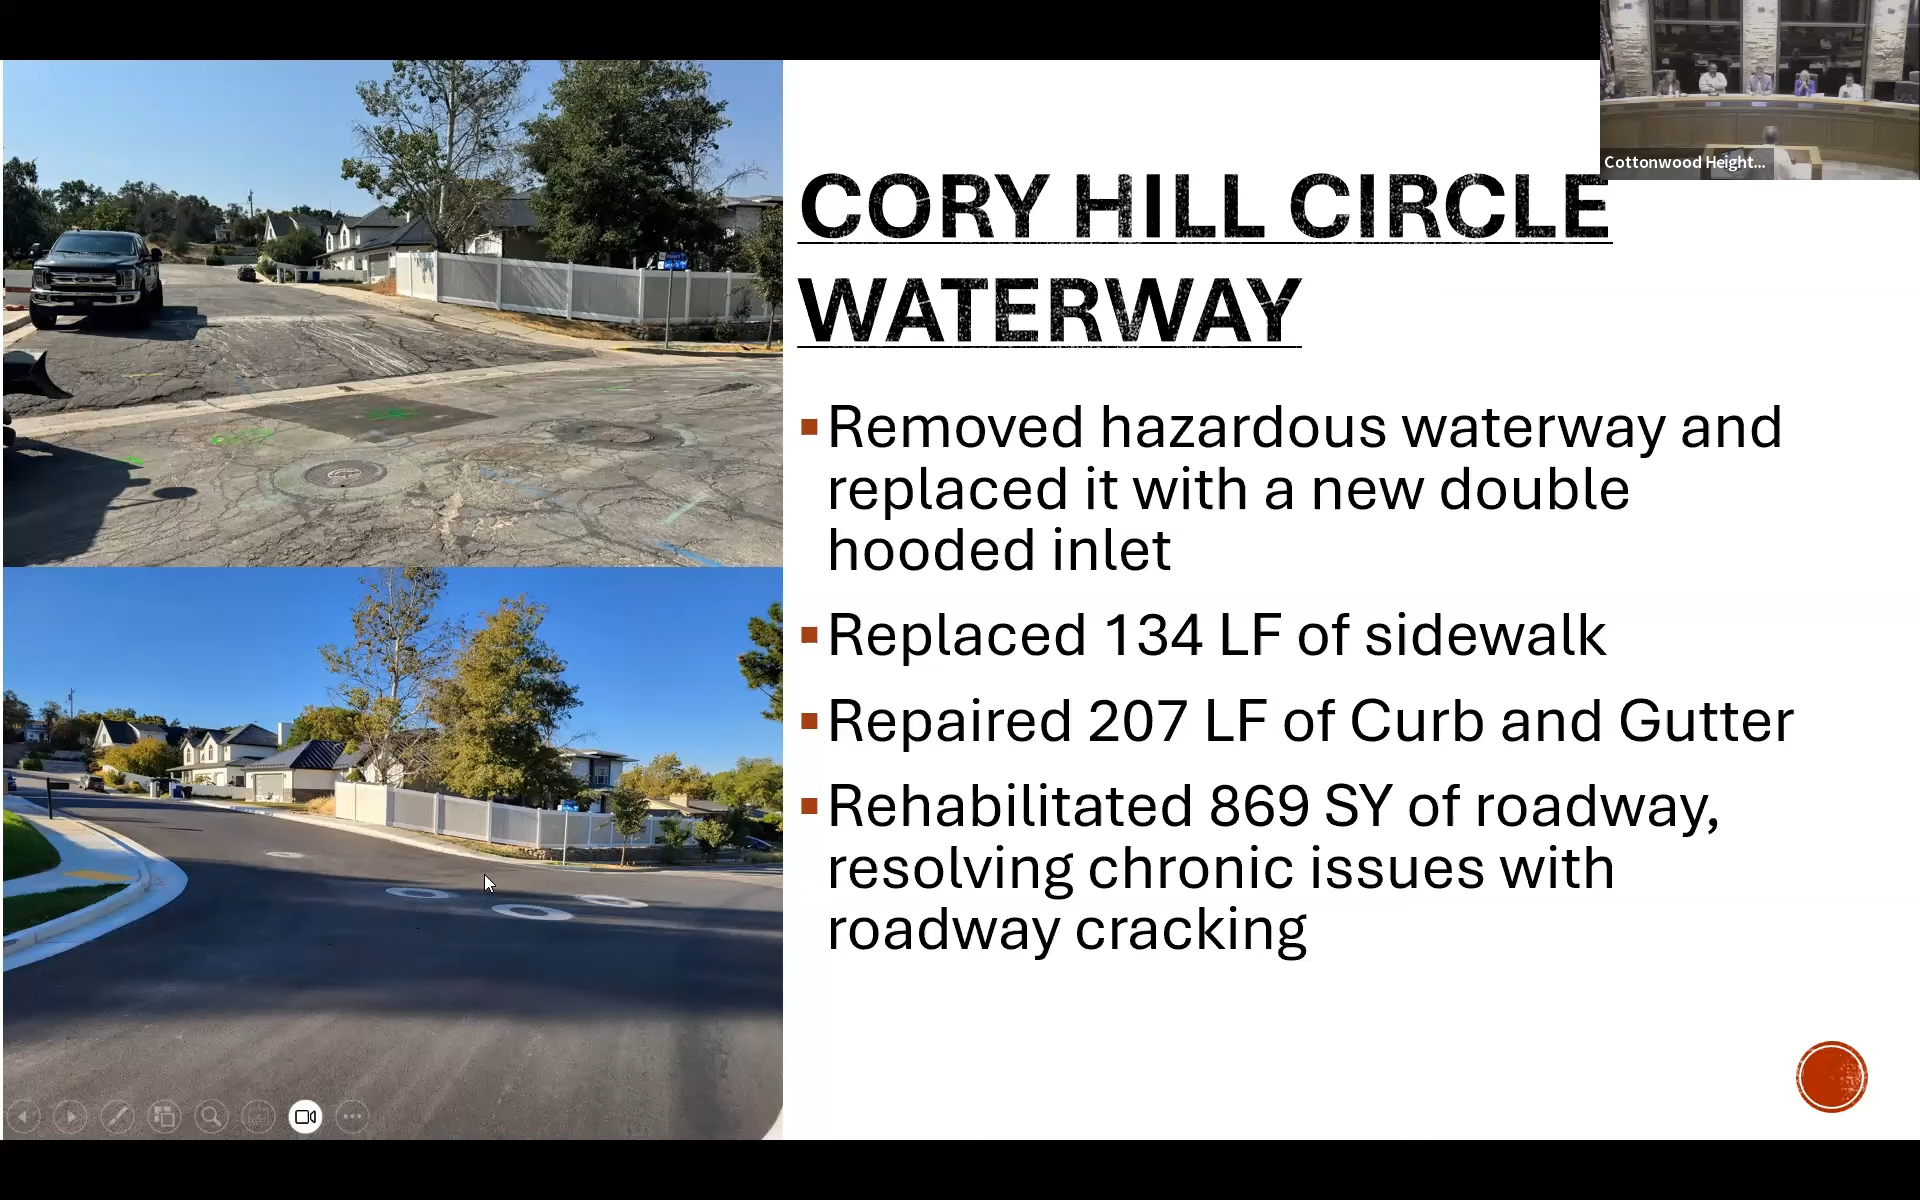 Cottonwood Height...
CORY HILL CIRCLE
WATERWAY
Removed hazardous waterway and
replaced it with a new double
hooded inlet
Replaced 134 LF of sidewalk
Repaired 207 LF of Curb and Gutter
Rehabilitated 869 SY of roadway,
resolving chronic issues with
roadway cracking